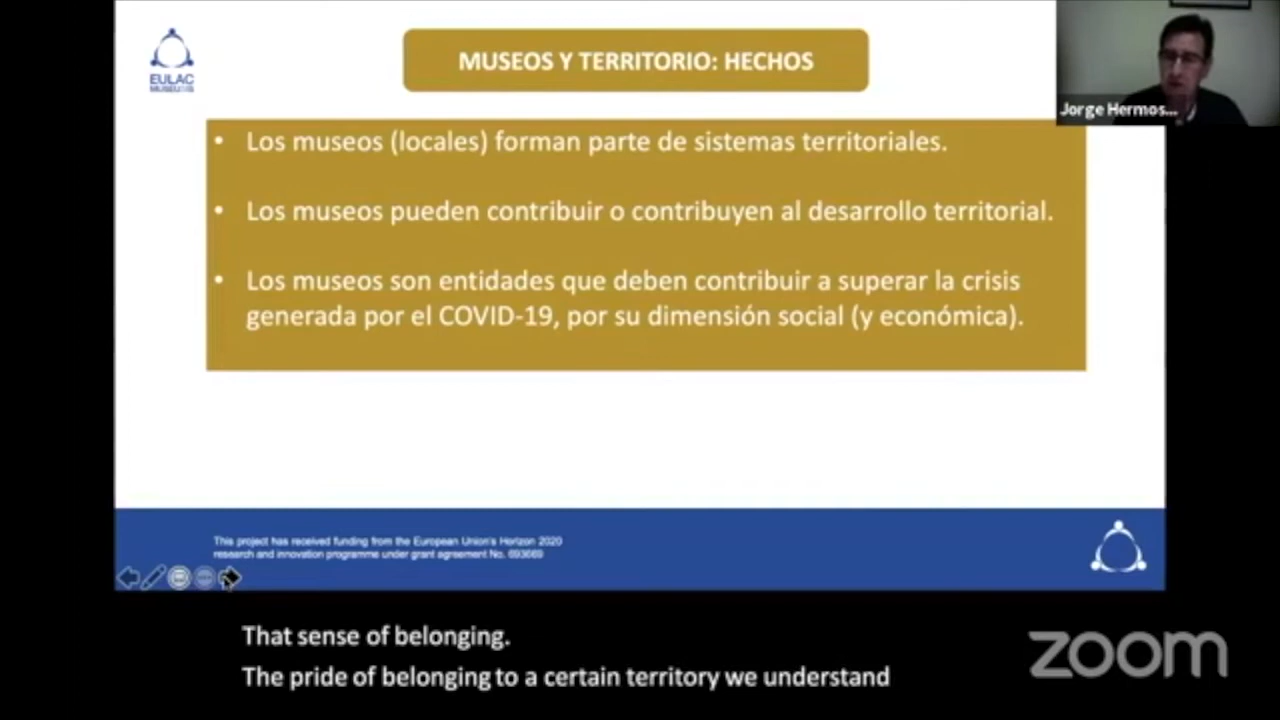 EULAC
MUSEUMS
MUSEOS Y TERRITORIO: HECHOS
Jorge Hermos...
• Los museos (locales) forman parte de sistemas territoriales.
• Los museos pueden contribuir o contribuyen al desarrollo territorial.
• Los museos son entidades que deben contribuir a superar la crisis
generada por el COVID-19, por su dimensión social (y económica).
This project has received funding from the European Union's Horizon 2020
research and innovation programme under grant agreement No. 693669
That sense of belonging.
The pride of belonging to a certain territory we understand
zoom